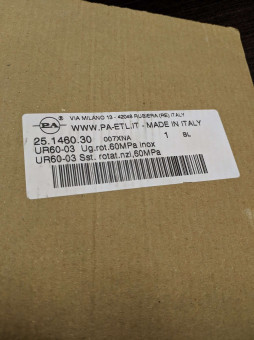 PA ®
VIA MILANO 13 - 42048 RUBIERA (RE) ITALY
WWW.PA-ETL.IT - MADE IN ITALY
25.1460.30 007XNA 1 BL
UR60-03 Ug.rot.60MPa inox
UR60-03 Sst. rotat.nzl,60MPa